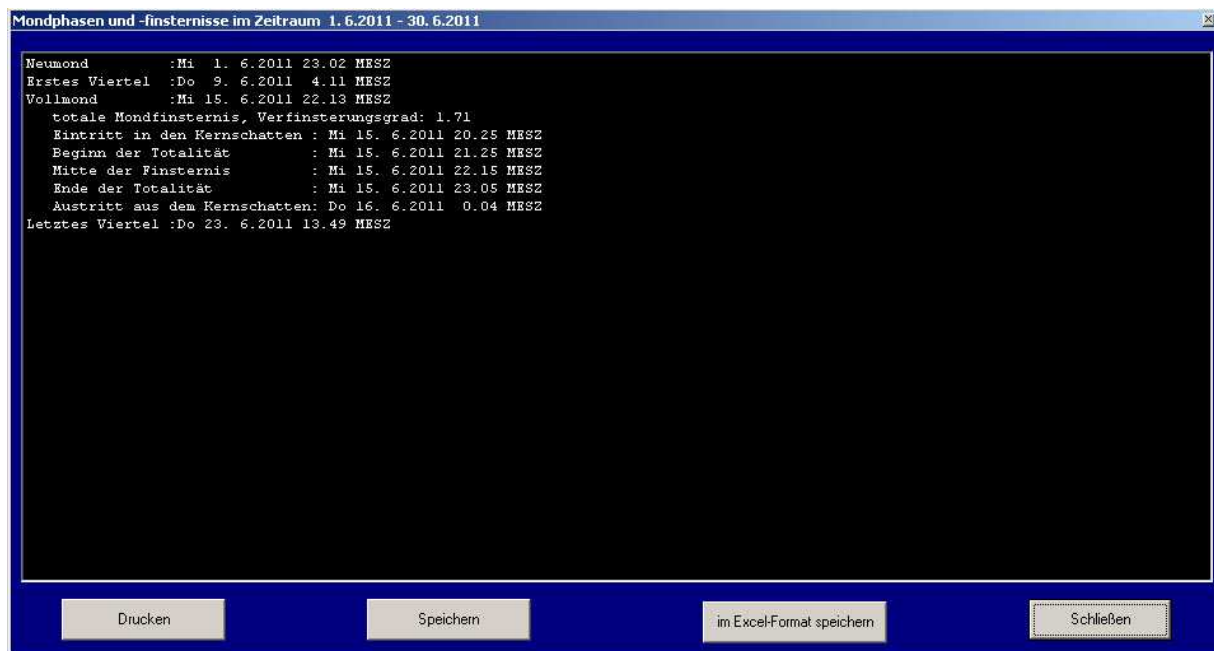 Mondphasen und -finsternisse im Zeitraum  1. 6.2011 - 30. 6.2011
Neumond         :Mi  1. 6.2011 23.02 MESZ
Erstes Viertel  :Do  9. 6.2011  4.11 MESZ
Vollmond        :Mi 15. 6.2011 22.13 MESZ
   totale Mondfinsternis, Verfinsterungsgrad: 1.71
   Eintritt in den Kernschatten : Mi 15. 6.2011 20.25 MESZ
   Beginn der Totalität         : Mi 15. 6.2011 21.25 MESZ
   Mitte der Finsternis         : Mi 15. 6.2011 22.15 MESZ
   Ende der Totalität           : Mi 15. 6.2011 23.05 MESZ
   Austritt aus dem Kernschatten: Do 16. 6.2011  0.04 MESZ
Letztes Viertel :Do 23. 6.2011 13.49 MESZ
Drucken
Speichern
im Excel-Format speichern
Schließen